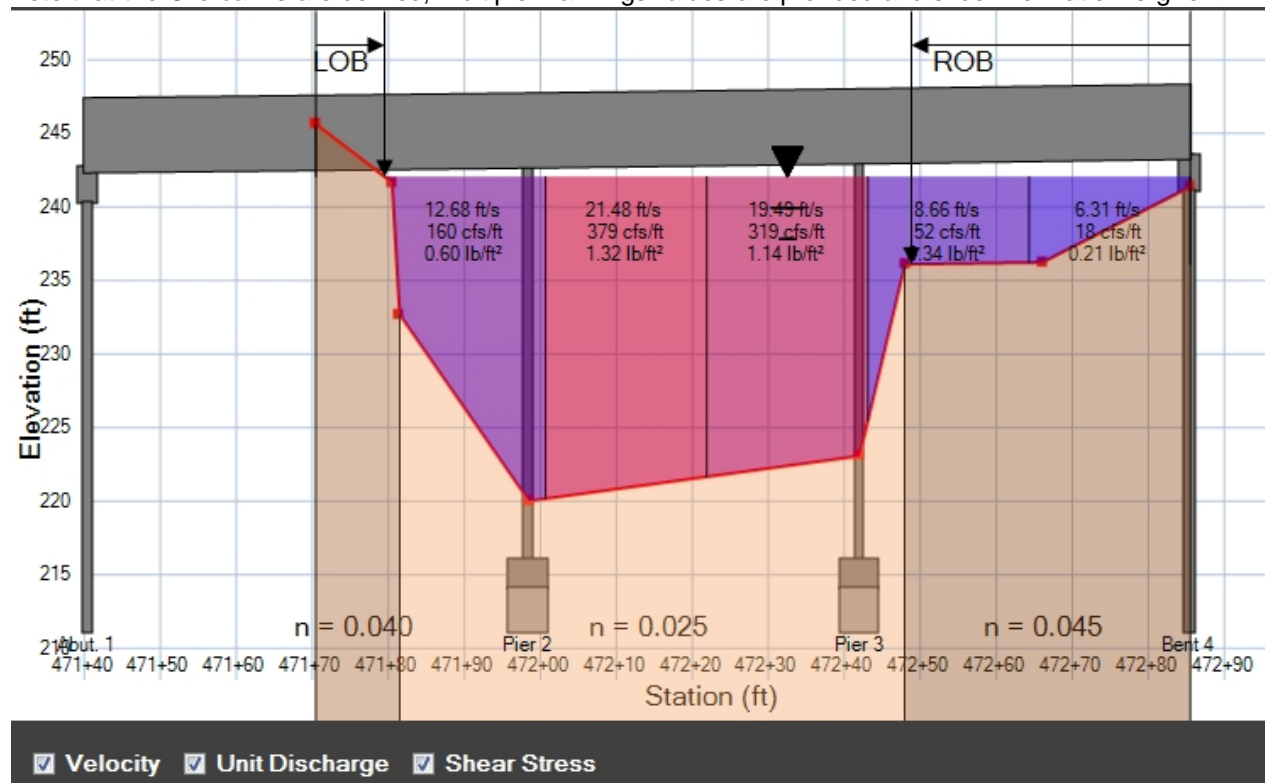 250
LOB
ROB
245
240
12.68 ft/s
160 cfs/ft
0.60 lb/ft²
21.48 ft/s
379 cfs/ft
1.32 lb/ft²
19.49 ft/s
319 cfs/ft
1.14 lb/ft²
8.66 ft/s
52 cfs/ft
.34 lb/ft²
6.31 ft/s
18 cfs/ft
0.21 lb/ft²
235
Elevation (ft)
230
225
220
215
n = 0.040
n = 0.025
n = 0.045
Abut. 1
Pier 2
Pier 3
Bent 4
471+40 471+50 471+60 471+70 471+80 471+90 472+00 472+10 472+20 472+30 472+40 472+50 472+60 472+70 472+80 472+90
Station (ft)
Velocity Unit Discharge Shear Stress